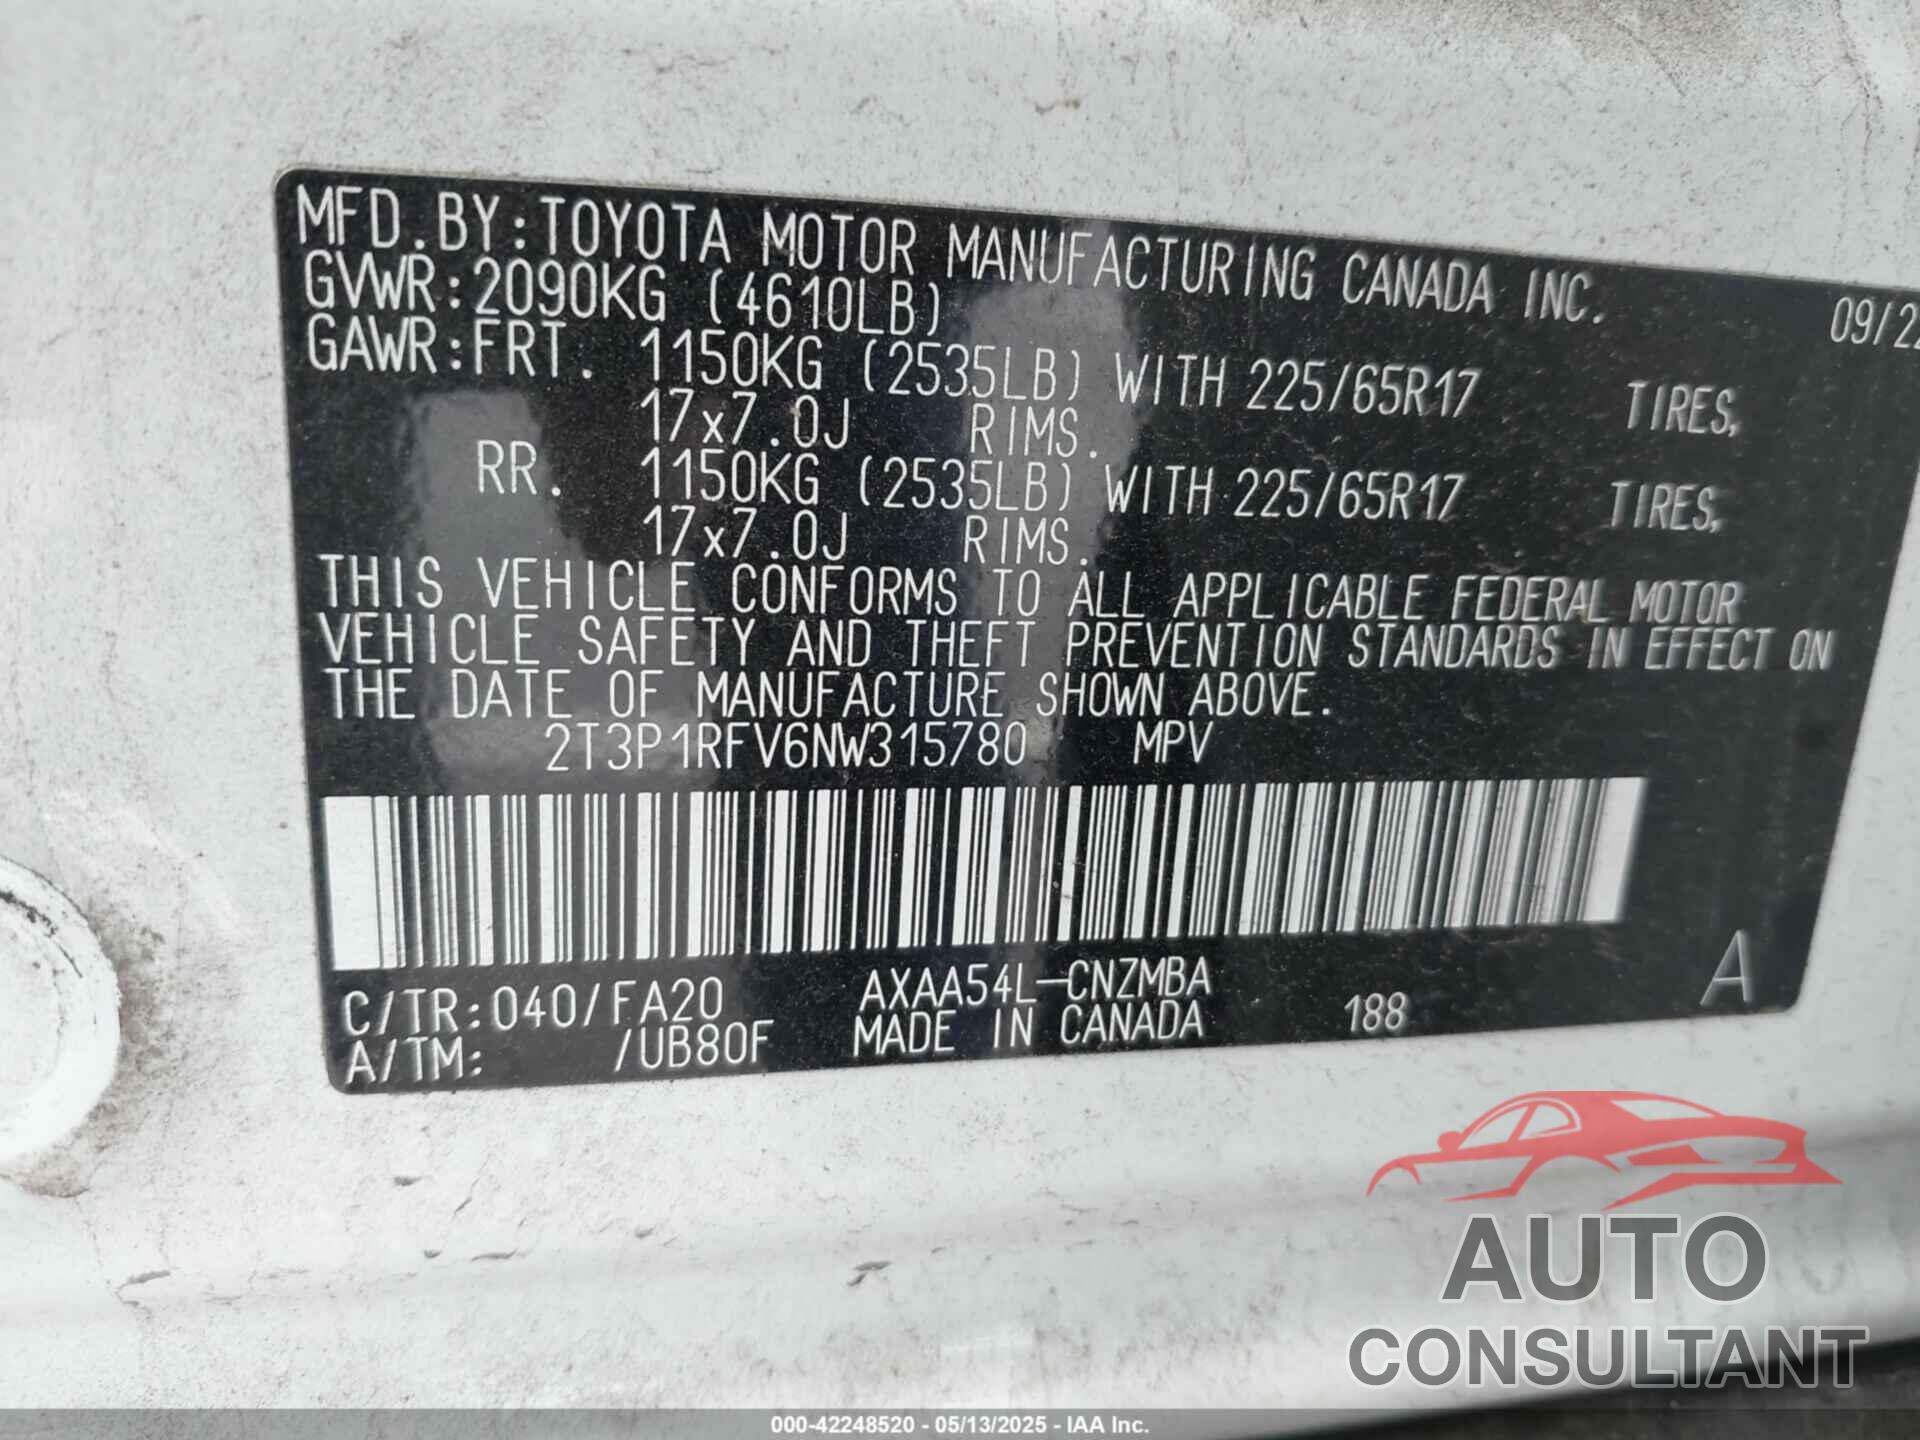 MFD.BY:TOYOTA MOTOR MANUFACTURING CANADA INC. 09/22
GVWR:2090KG (4610LB)
GAWR:FRT. 1150KG (2535LB) WITH 225/65R17 TIRES,
17x7.0J RIMS.
RR. 1150KG (2535LB) WITH 225/65R17 TIRES,
17x7.0J RIMS.
THIS VEHICLE CONFORMS TO ALL APPLICABLE FEDERAL MOTOR
VEHICLE SAFETY AND THEFT PREVENTION STANDARDS IN EFFECT ON
THE DATE OF MANUFACTURE SHOWN ABOVE.
2T3P1RFV6NW315780 MPV
C/TR:040/FA20 AXAA54L-CNZMBA
A/TM: /UB80F MADE IN CANADA 188 A
AUTO
CONSULTANT
000-42248520 - 05/13/2025 - IAA Inc.